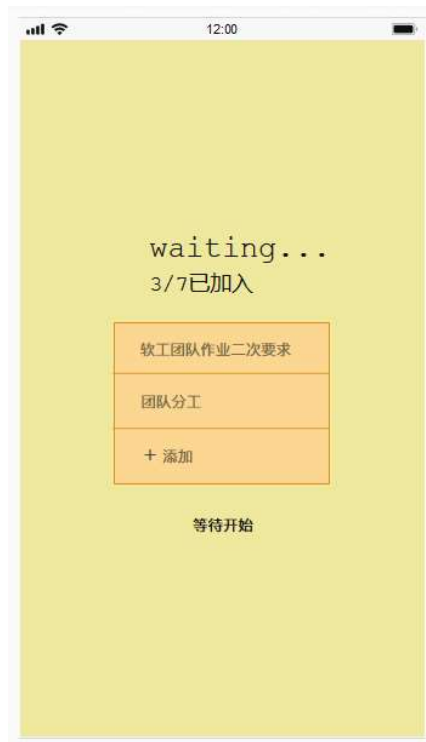 12:00
waiting...
3/7已加入
软工团队作业二次要求
团队分工
+ 添加
等待开始